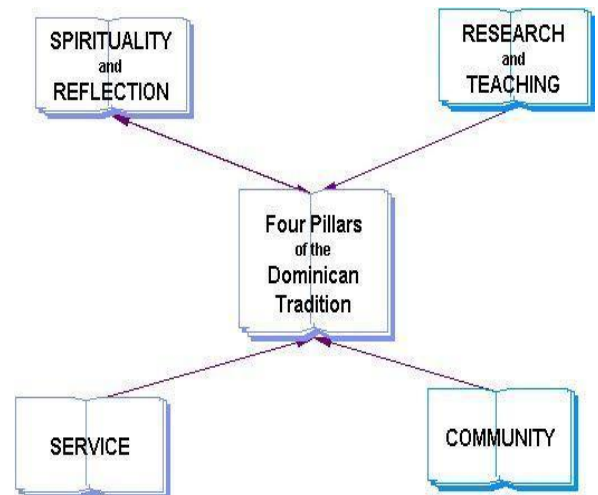 SPIRITUALITY
and
REFLECTION
RESEARCH
and
TEACHING
Four Pillars
of the
Dominican
Tradition
SERVICE
COMMUNITY